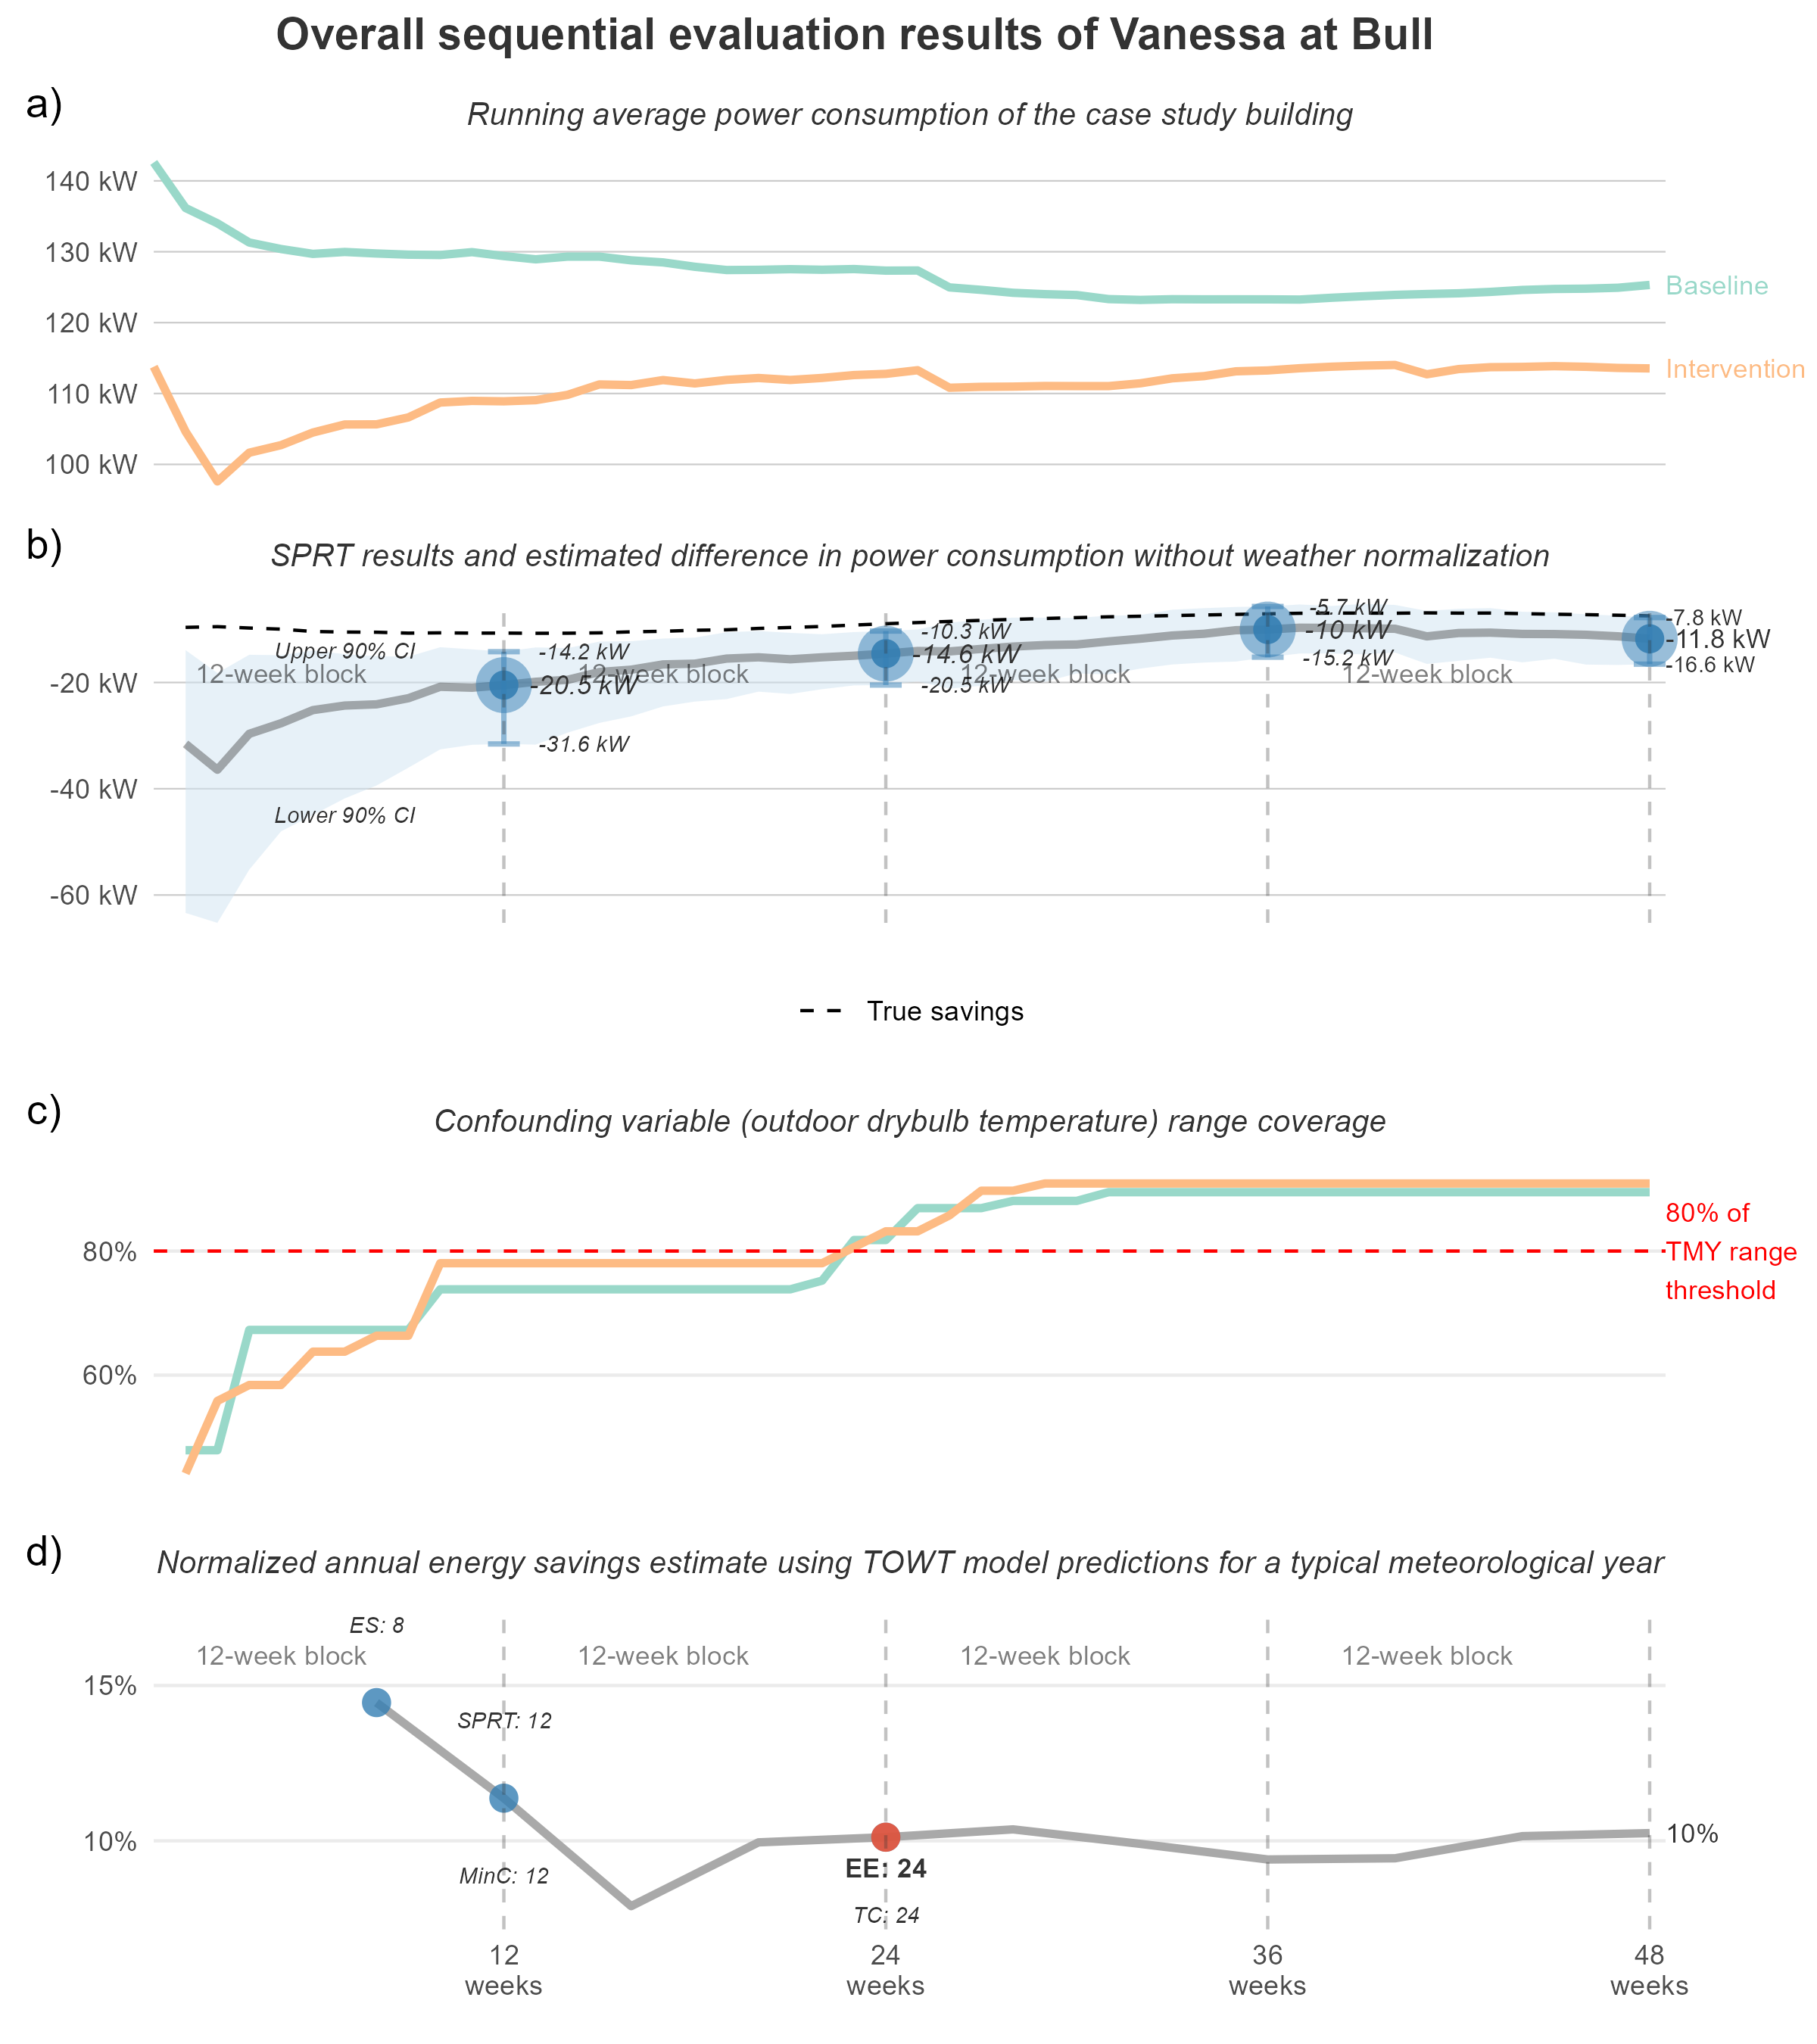 Overall sequential evaluation results of Vanessa at Bull
a)
Running average power consumption of the case study building
140 kW
130 kW
120 kW
110 kW
100 kW
Baseline
Intervention
b)
SPRT results and estimated difference in power consumption without weather normalization
-20 kW
-40 kW
-60 kW
Upper 90% CI
Lower 90% CI
12-week block
12-week block
12-week block
12-week block
-14.2 kW
-20.5 kW
-31.6 kW
-10.3 kW
-14.6 kW
-20.5 kW
-5.7 kW
-10 kW
-15.2 kW
-7.8 kW
-11.8 kW
-16.6 kW
True savings
c)
Confounding variable (outdoor drybulb temperature) range coverage
80%
60%
80% of
TMY range
threshold
d)
Normalized annual energy savings estimate using TOWT model predictions for a typical meteorological year
ES: 8
12-week block
12-week block
12-week block
12-week block
15%
SPRT: 12
10%
10%
MinC: 12
EE: 24
TC: 24
12
weeks
24
weeks
36
weeks
48
weeks